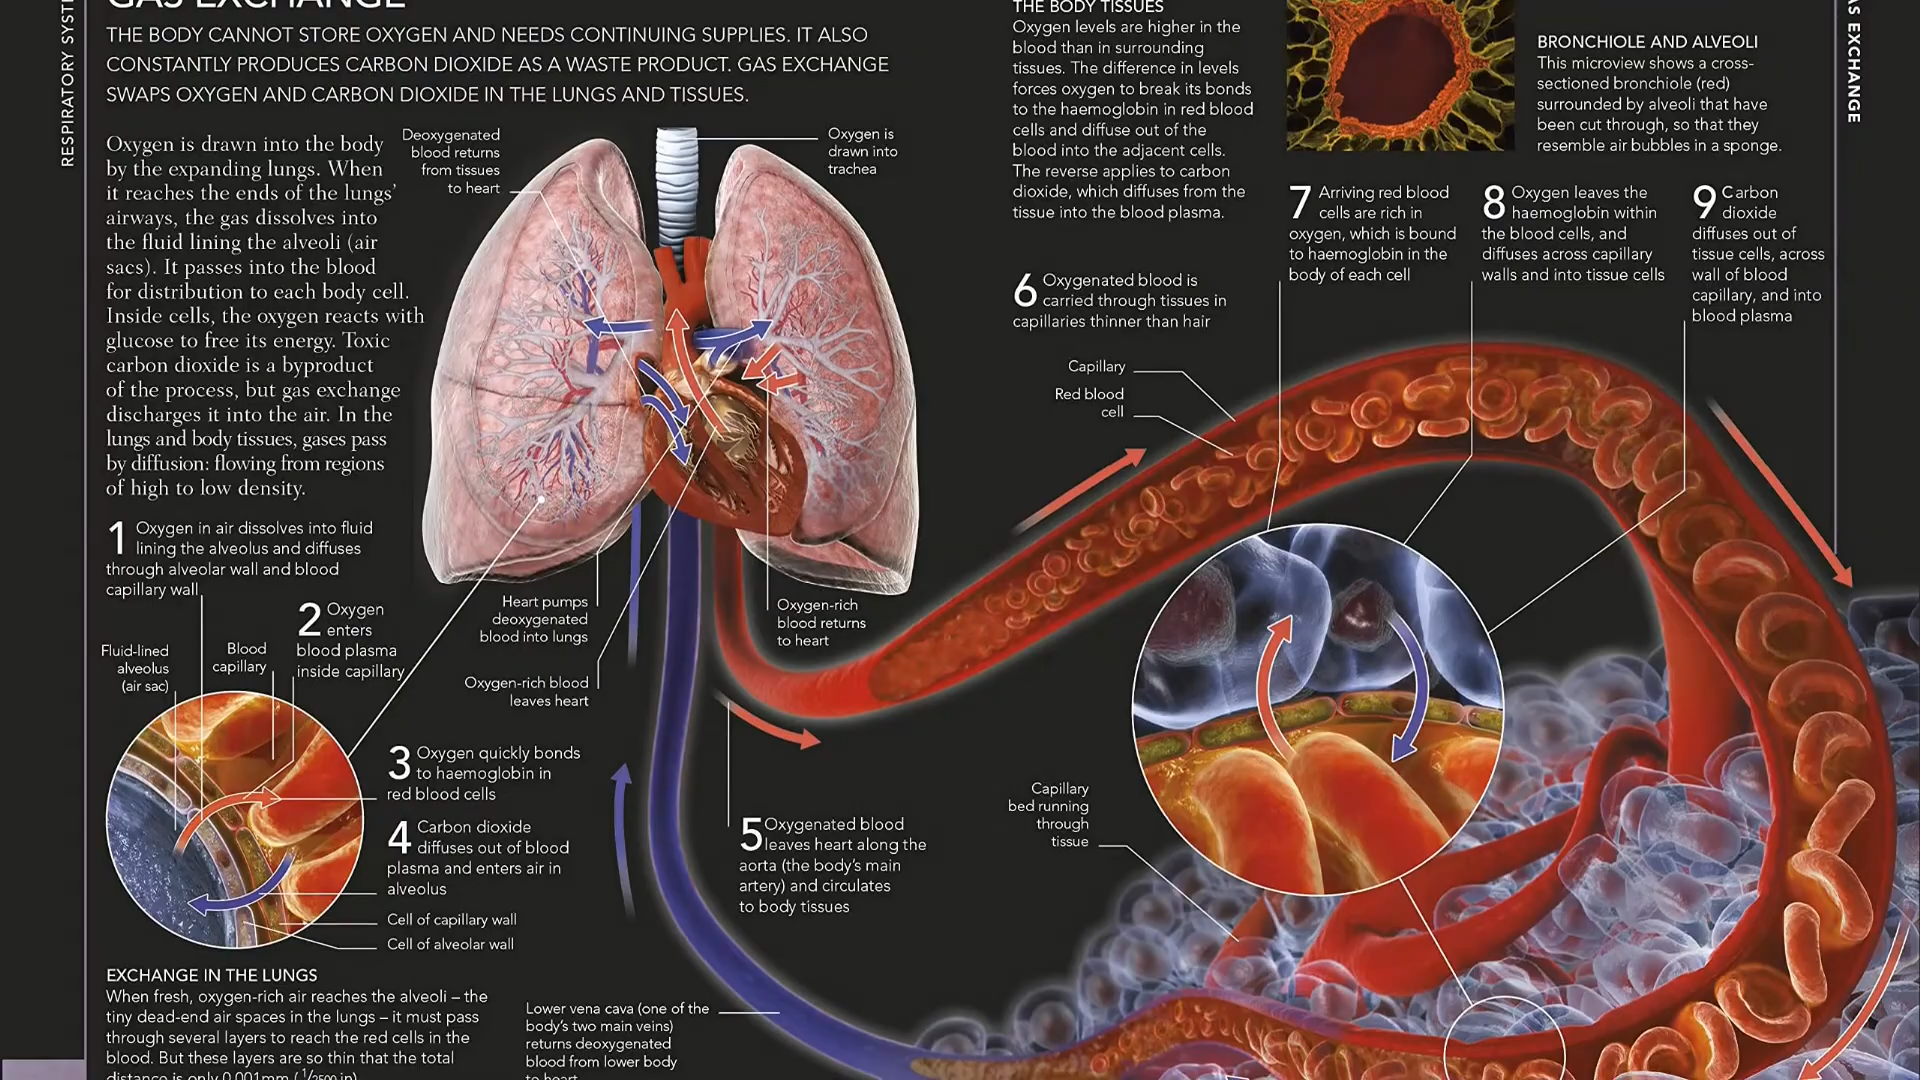 RESPIRATORY SYST
GAS EXCHANGE
THE BODY CANNOT STORE OXYGEN AND NEEDS CONTINUING SUPPLIES. IT ALSO
CONSTANTLY PRODUCES CARBON DIOXIDE AS A WASTE PRODUCT. GAS EXCHANGE
SWAPS OXYGEN AND CARBON DIOXIDE IN THE LUNGS AND TISSUES.
Oxygen is drawn into the body
by the expanding lungs. When
it reaches the ends of the lungs'
airways, the gas dissolves into
the fluid lining the alveoli (air
sacs). It passes into the blood
for distribution to each body cell.
Inside cells, the oxygen reacts with
glucose to free its energy. Toxic
carbon dioxide is a byproduct
of the process, but gas exchange
discharges it into the air. In the
lungs and body tissues, gases pass
by diffusion: flowing from regions
of high to low density.
Deoxygenated
blood returns
from tissues
to heart
Oxygen is
drawn into
trachea
1 Oxygen in air dissolves into fluid
lining the alveolus and diffuses
through alveolar wall and blood
capillary wall
2 Oxygen
enters
blood plasma
inside capillary
Fluid-lined
alveolus
(air sac)
Blood
capillary
Heart pumps
deoxygenated
blood into lungs
Oxygen-rich blood
leaves heart
Oxygen-rich
blood returns
to heart
3 Oxygen quickly bonds
to haemoglobin in
red blood cells
4 Carbon dioxide
diffuses out of blood
plasma and enters air in
alveolus
Cell of capillary wall
Cell of alveolar wall
EXCHANGE IN THE LUNGS
When fresh, oxygen-rich air reaches the alveoli – the
tiny dead-end air spaces in the lungs – it must pass
through several layers to reach the red cells in the
blood. But these layers are so thin that the total
distance is only 0.001mm (1/2500 in)
5 Oxygenated blood
leaves heart along the
aorta (the body's main
artery) and circulates
to body tissues
Lower vena cava (one of the
body's two main veins)
returns deoxygenated
blood from lower body
to heart
THE BODY TISSUES
Oxygen levels are higher in the
blood than in surrounding
tissues. The difference in levels
forces oxygen to break its bonds
to the haemoglobin in red blood
cells and diffuse out of the
blood into the adjacent cells.
The reverse applies to carbon
dioxide, which diffuses from the
tissue into the blood plasma.
BRONCHIOLE AND ALVEOLI
This microview shows a cross-
sectioned bronchiole (red)
surrounded by alveoli that have
been cut through, so that they
resemble air bubbles in a sponge.
6 Oxygenated blood is
carried through tissues in
capillaries thinner than hair
7 Arriving red blood
cells are rich in
oxygen, which is bound
to haemoglobin in the
body of each cell
8 Oxygen leaves the
haemoglobin within
the blood cells, and
diffuses across capillary
walls and into tissue cells
9 Carbon
dioxide
diffuses out of
tissue cells, across
wall of blood
capillary, and into
blood plasma
Capillary
Red blood
cell
Capillary
bed running
through
tissue
AS EXCHANGE